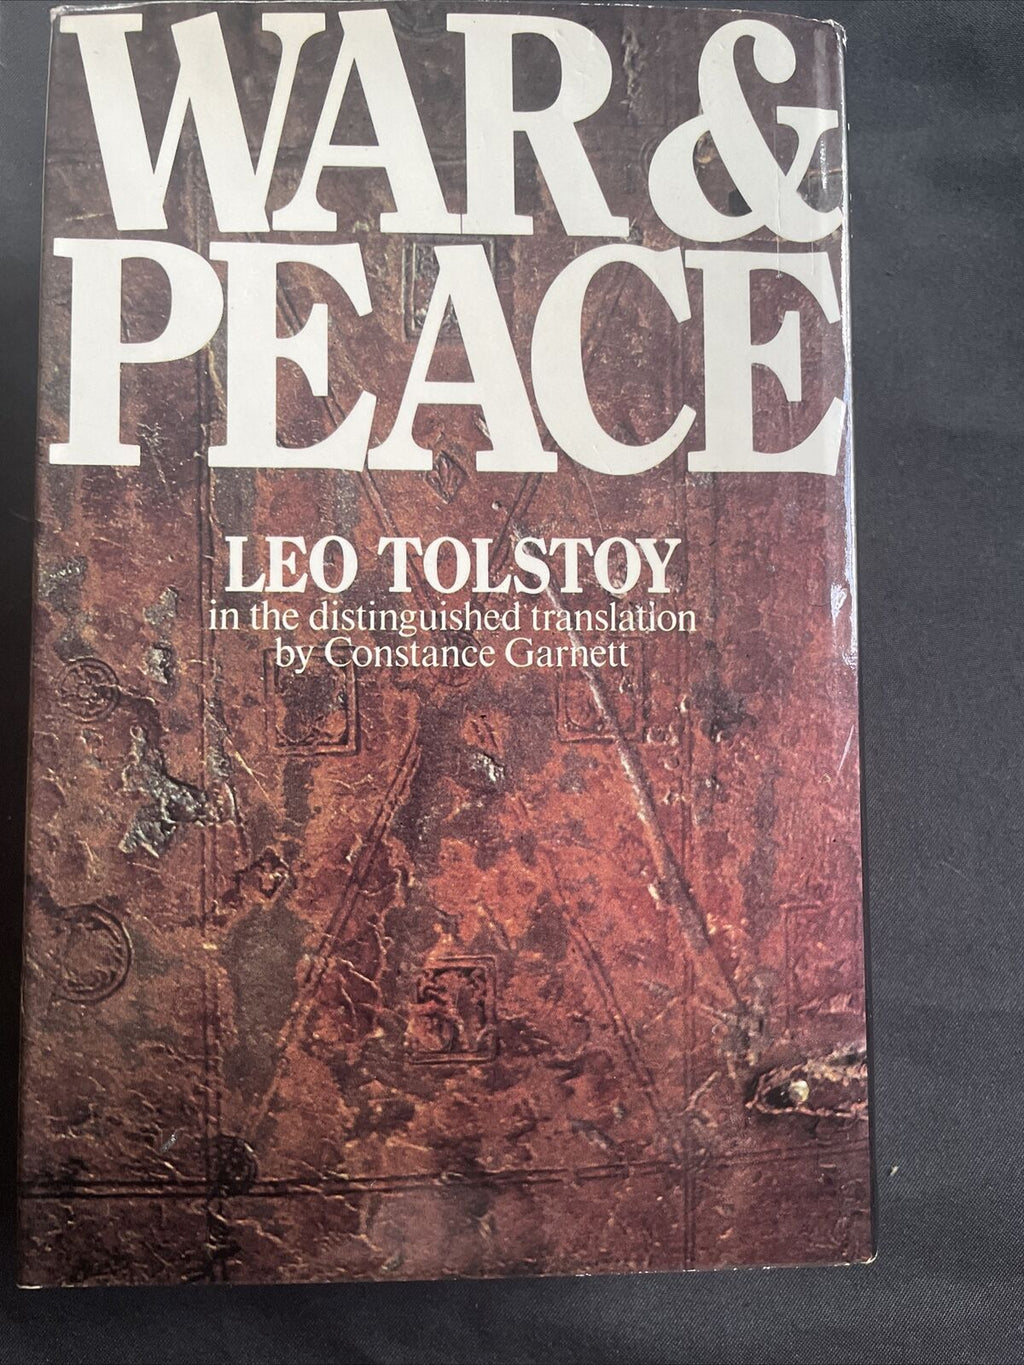 WAR &
PEACE
LEO TOLSTOY
in the distinguished translation
by Constance Garnett